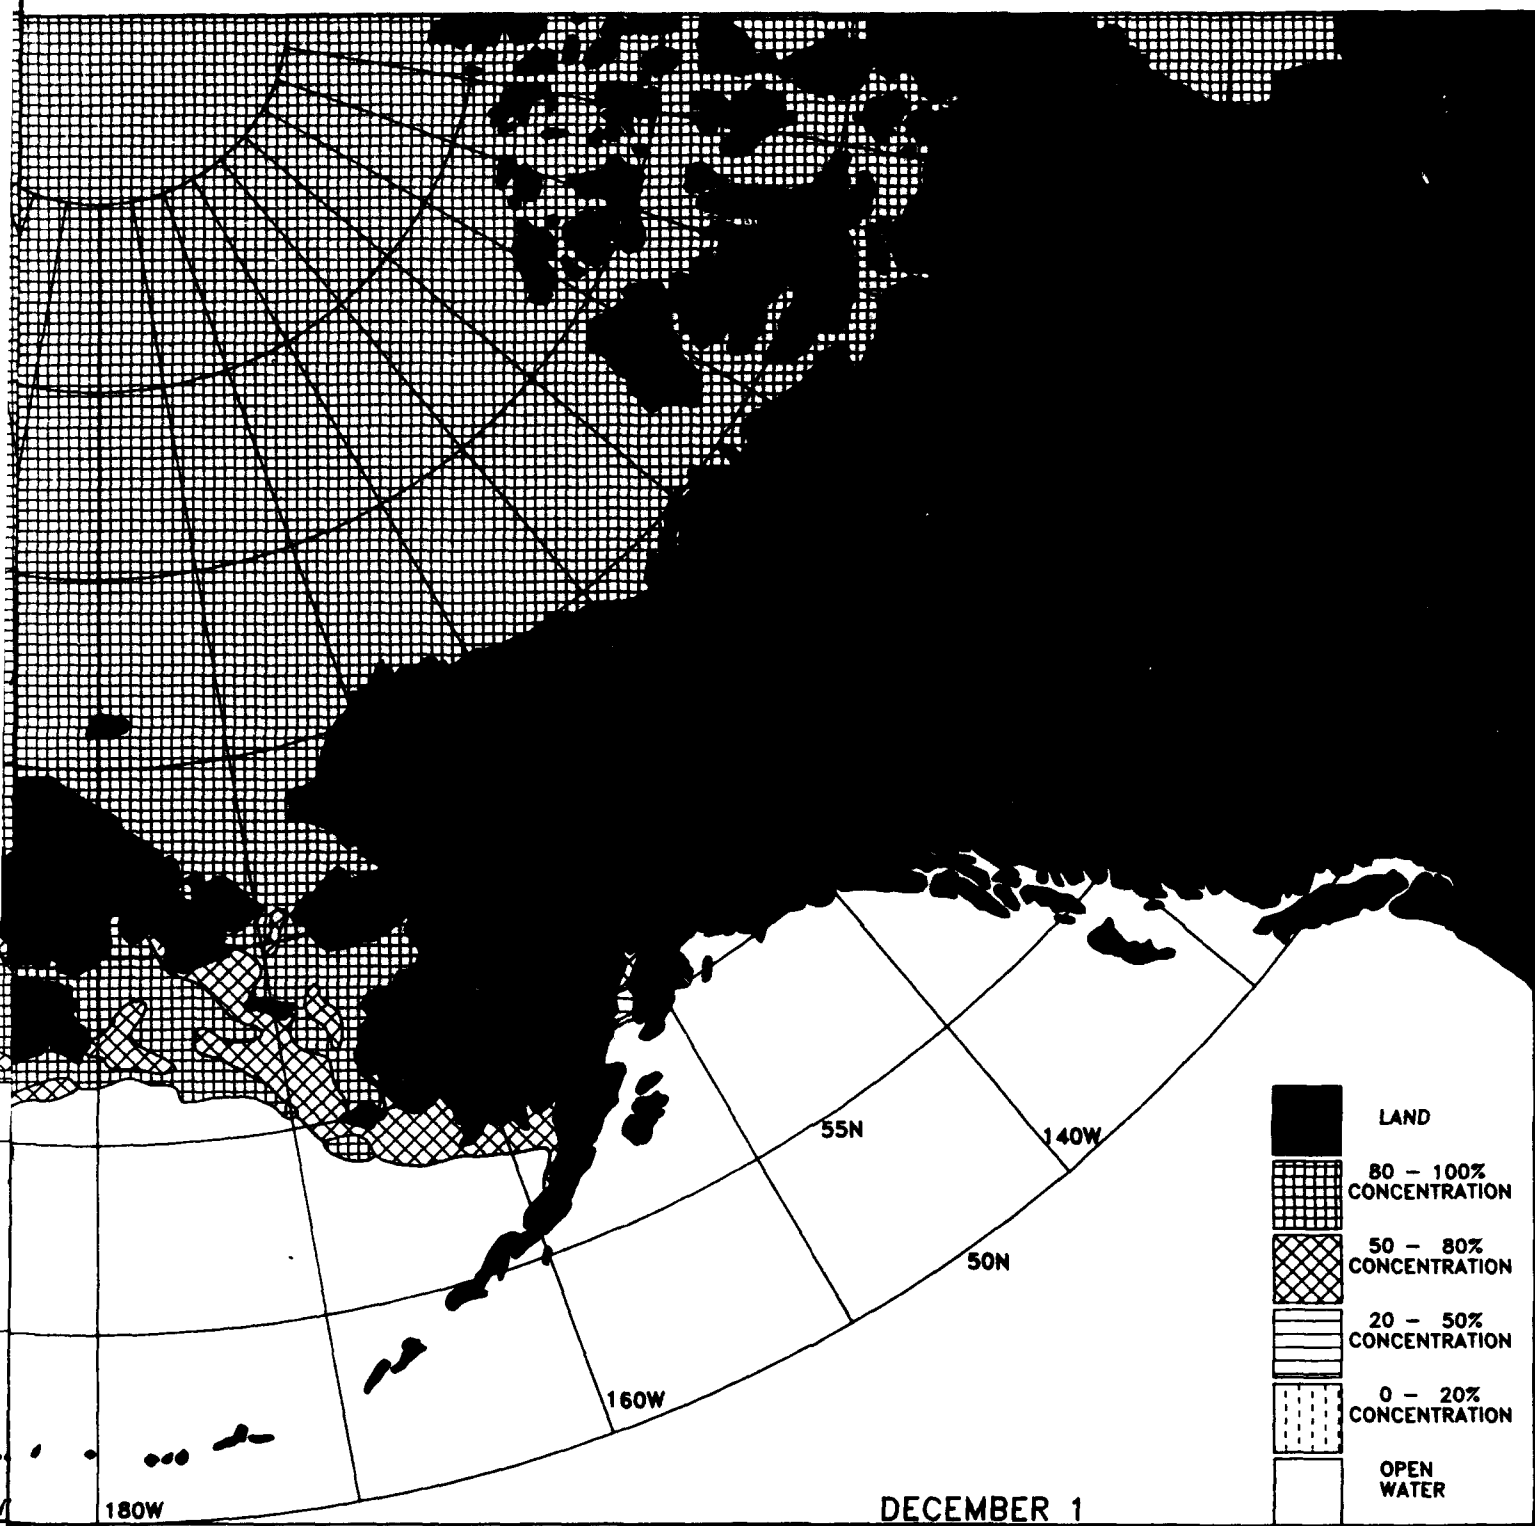 55N
140W
50N
160W
180W
DECEMBER 1
LAND
80 - 100%
CONCENTRATION
50 - 80%
CONCENTRATION
20 - 50%
CONCENTRATION
0 - 20%
CONCENTRATION
OPEN
WATER